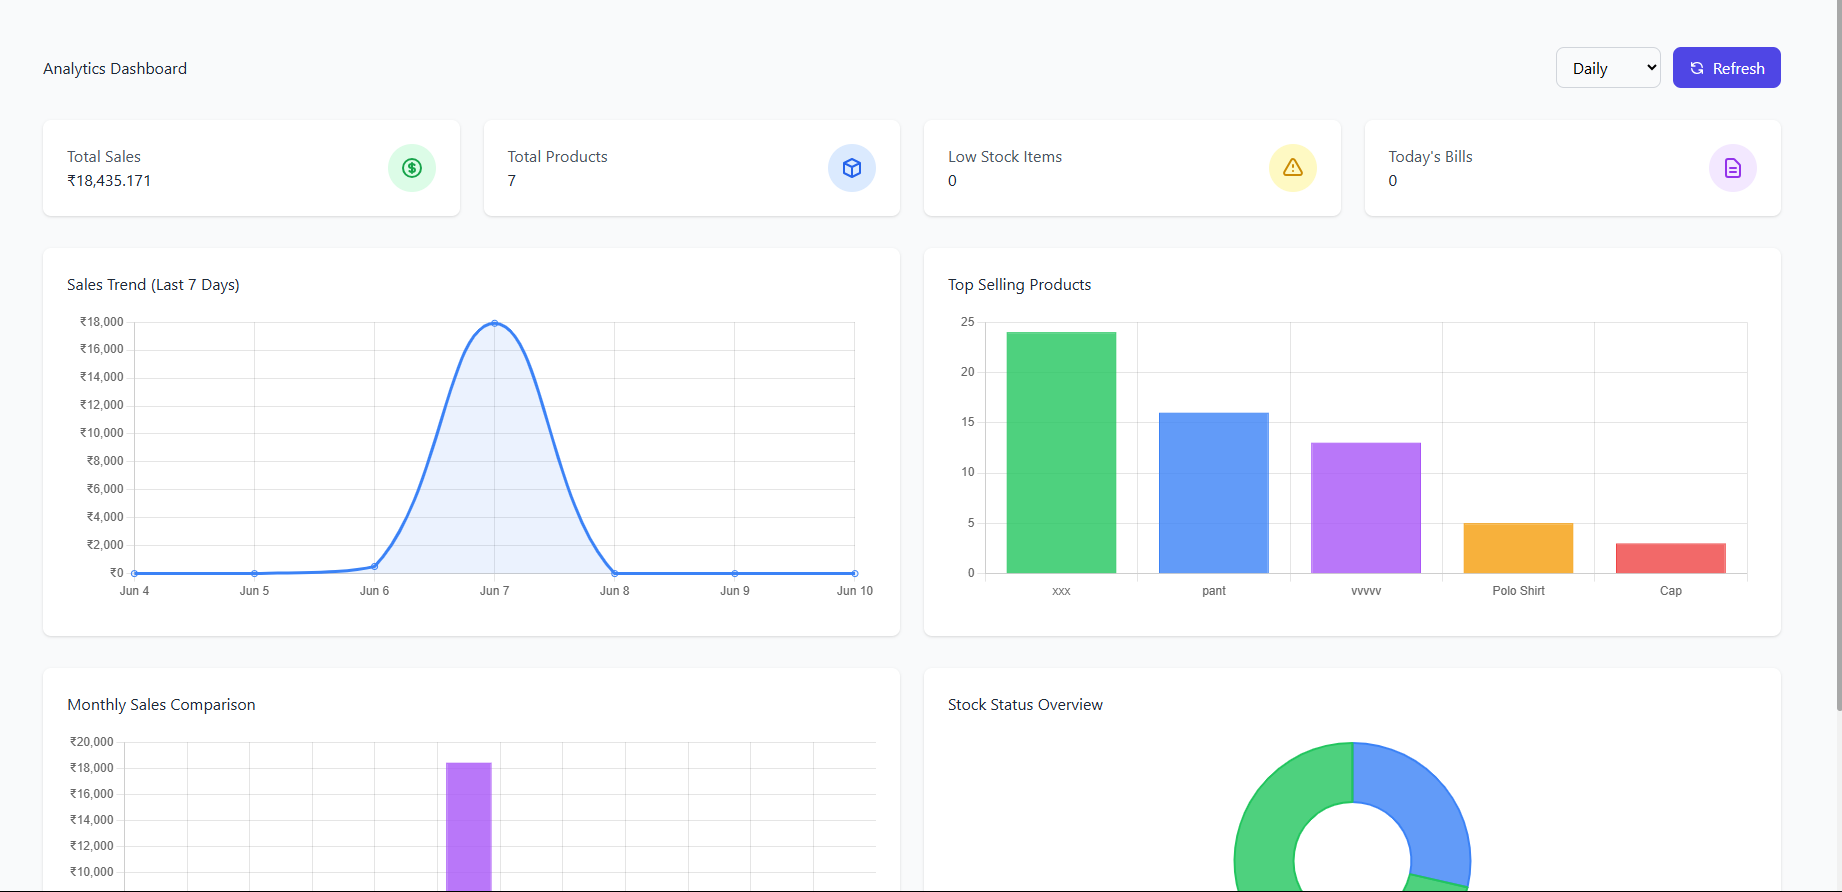 Analytics Dashboard
Daily
Refresh
Total Sales
₹18,435.171
Total Products
7
Low Stock Items
0
Today's Bills
0
Sales Trend (Last 7 Days)
₹18,000
₹16,000
₹14,000
₹12,000
₹10,000
₹8,000
₹6,000
₹4,000
₹2,000
₹0
Jun 4 Jun 5 Jun 6 Jun 7 Jun 8 Jun 9 Jun 10
Top Selling Products
25
20
15
10
5
0
xxx pant vvvvv Polo Shirt Cap
Monthly Sales Comparison
₹20,000
₹18,000
₹16,000
₹14,000
₹12,000
₹10,000
Stock Status Overview